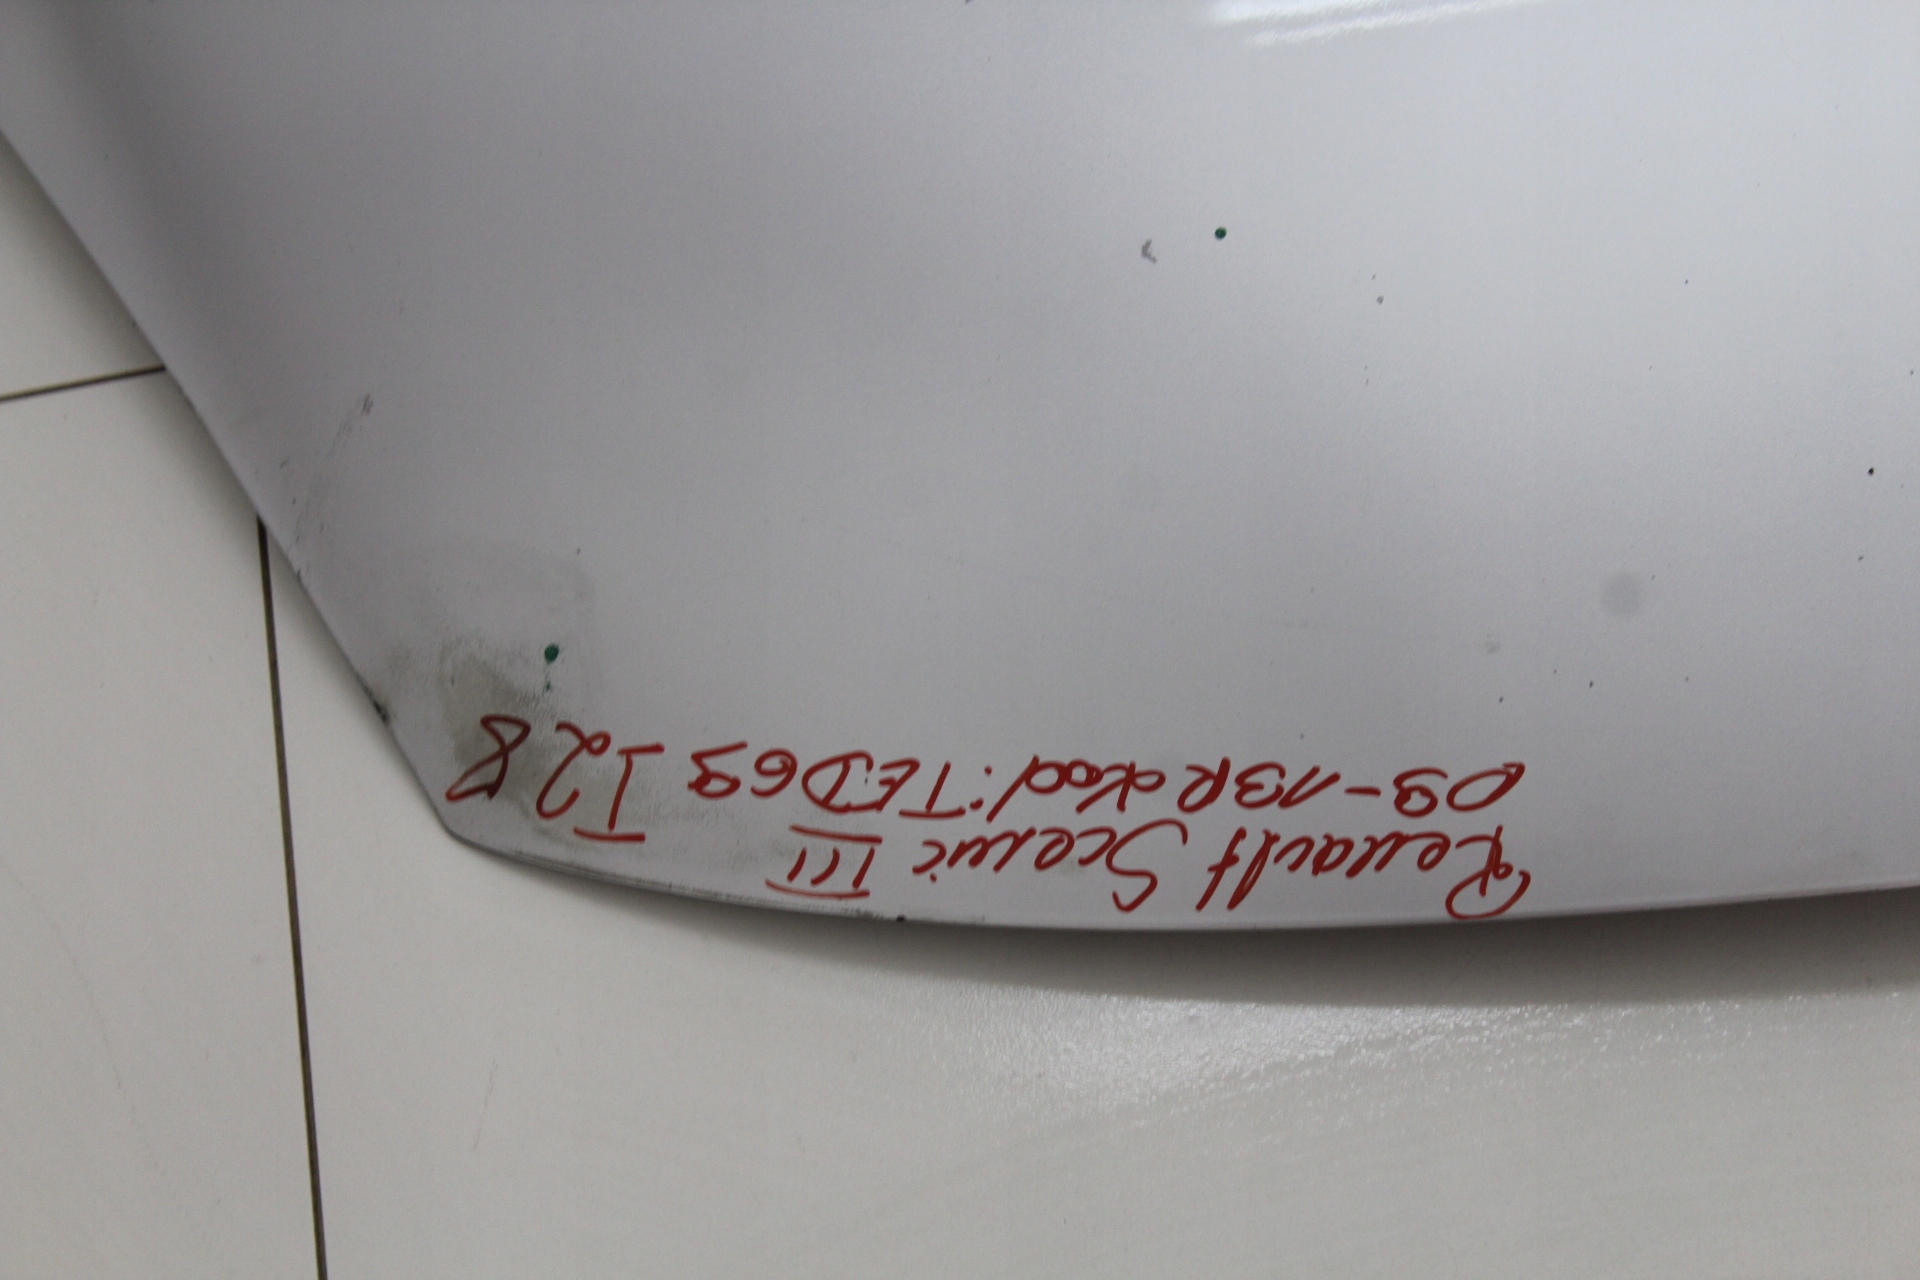 Renault Scenic III
09-13R kod: TED69 I28